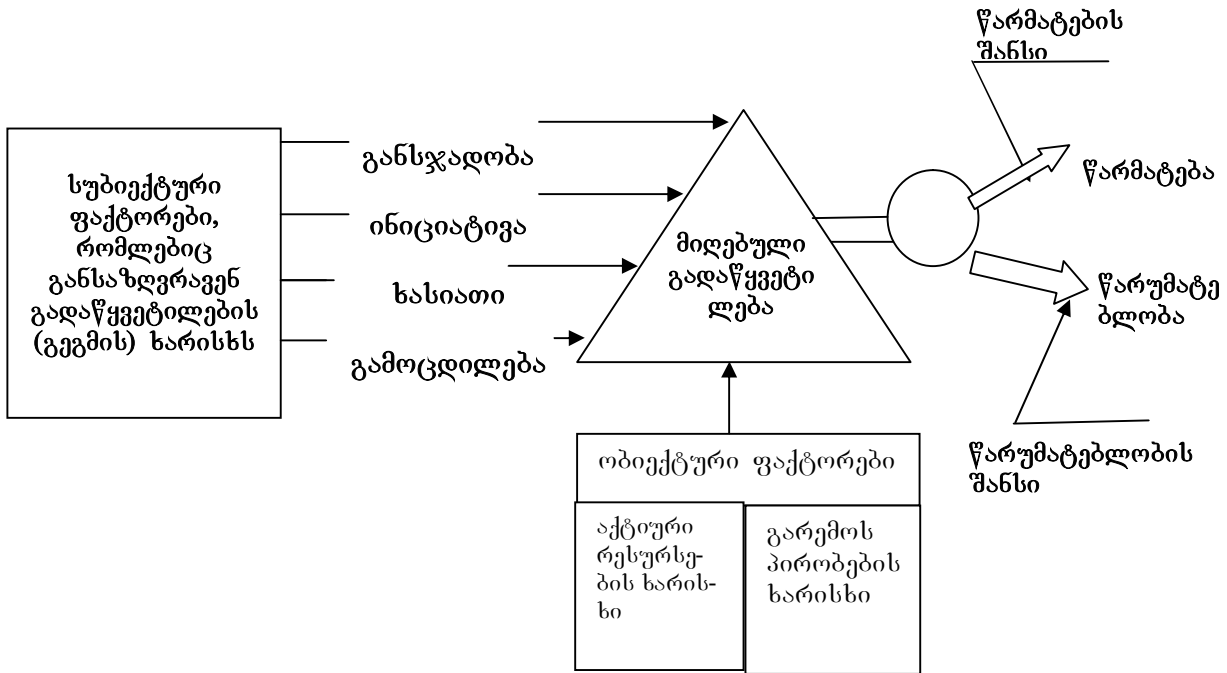 სუბიექტური
ფაქტორები,
რომლებიც
განსაზღვრავენ
გადაწყვეტილების
(გეგმის) ხარისხს
განსჯადობა
ინიციატივა
ხასიათი
გამოცდილება
მიღებული
გადაწყვეტი
ლება
წარმატების
შანსი
წარმატება
წარუმატე
ბლობა
წარუმატებლობის
შანსი
ობიექტური ფაქტორები
აქტიური
რესურსე-
ბის ხარის-
ხი
გარემოს
პირობების
ხარისხი